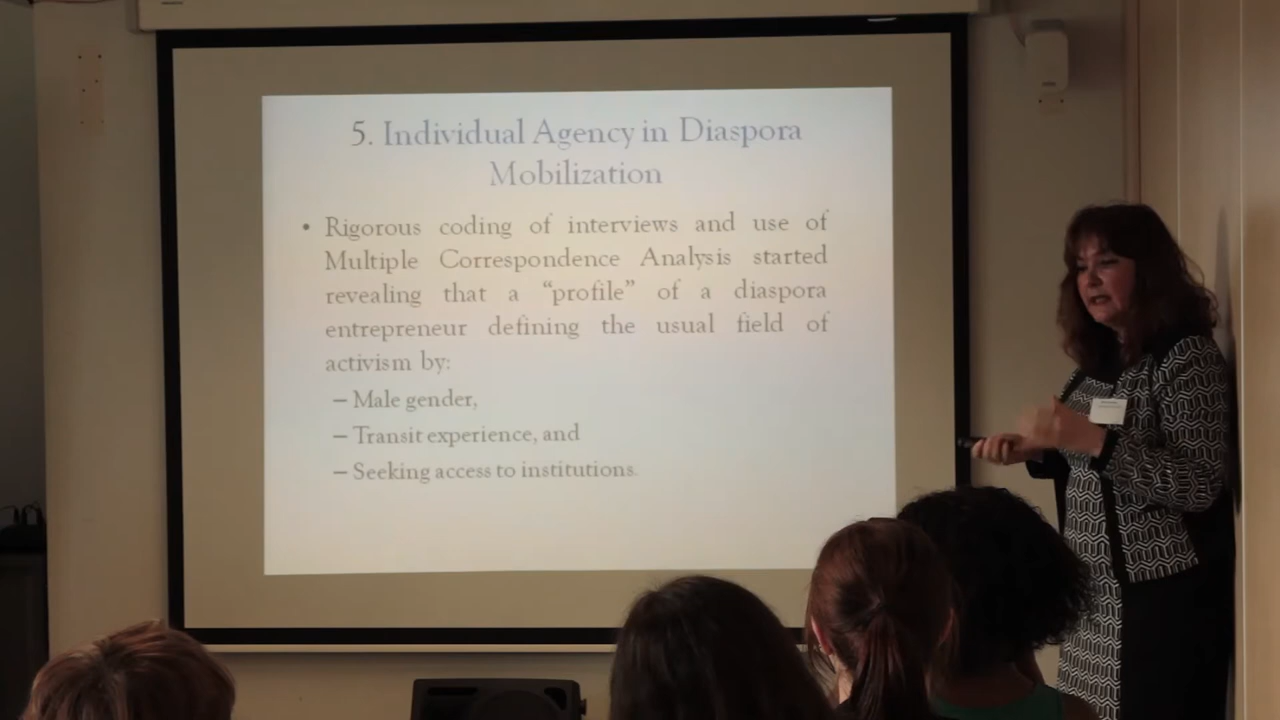 5. Individual Agency in Diaspora
Mobilization
• Rigorous coding of interviews and use of
Multiple Correspondence Analysis started
revealing that a “profile” of a diaspora
entrepreneur defining the usual field of
activism by:
– Male gender,
– Transit experience, and
– Seeking access to institutions.